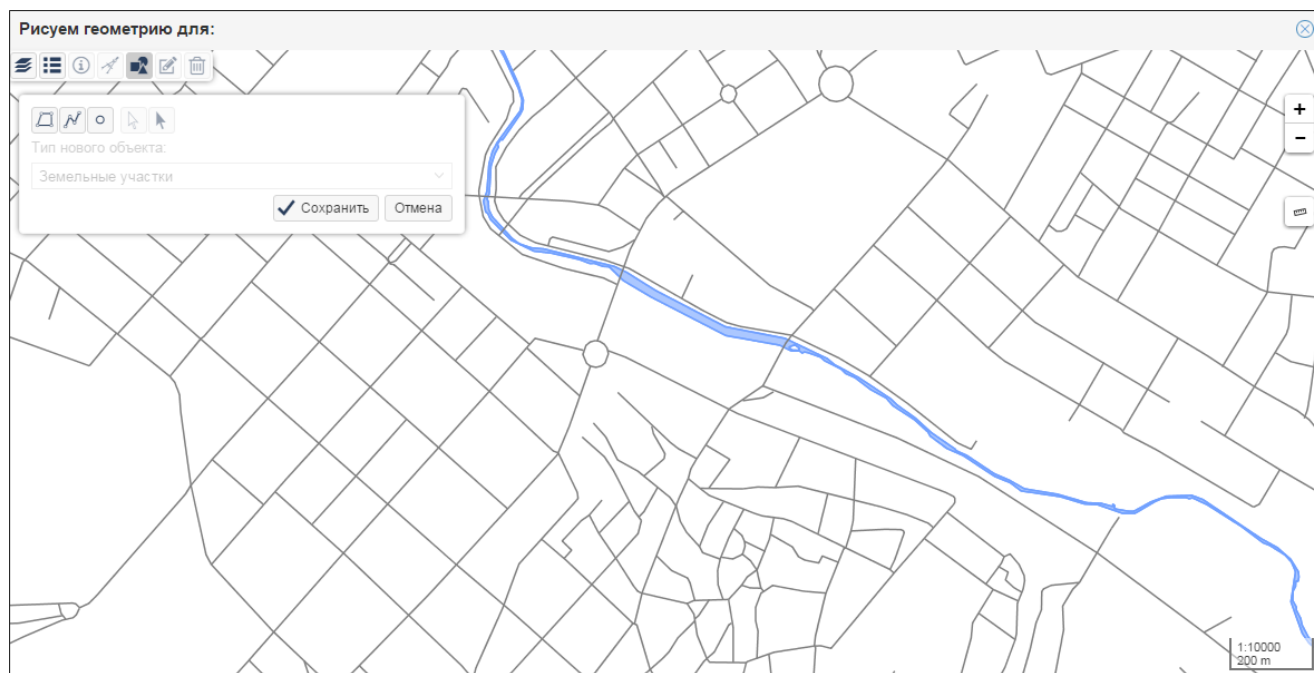 Рисуем геометрию для:
Тип нового объекта:
Земельные участки
Сохранить
Отмена
+
−
1:10000
200 m